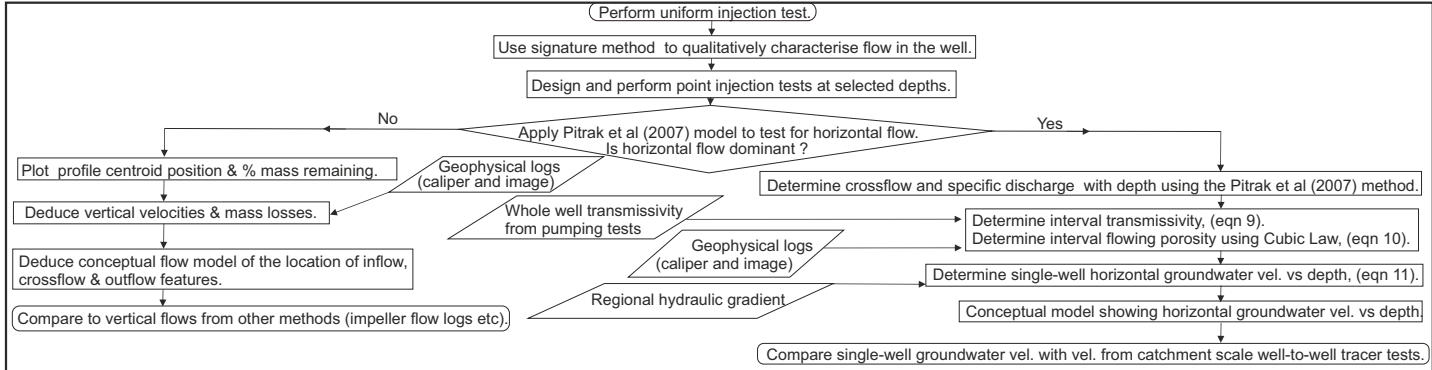 Perform uniform injection test.
Use signature method to qualitatively characterise flow in the well.
Design and perform point injection tests at selected depths.
No
Apply Pitrak et al (2007) model to test for horizontal flow.
Is horizontal flow dominant ?
Yes
Plot profile centroid position & % mass remaining.
Geophysical logs
(caliper and image)
Deduce vertical velocities & mass losses.
Deduce conceptual flow model of the location of inflow,
crossflow & outflow features.
Compare to vertical flows from other methods (impeller flow logs etc).
Determine crossflow and specific discharge with depth using the Pitrak et al (2007) method.
Whole well transmissivity
from pumping tests
Determine interval transmissivity, (eqn 9).
Determine interval flowing porosity using Cubic Law, (eqn 10).
Geophysical logs
(caliper and image)
Determine single-well horizontal groundwater vel. vs depth, (eqn 11).
Regional hydraulic gradient
Conceptual model showing horizontal groundwater vel. vs depth.
Compare single-well groundwater vel. with vel. from catchment scale well-to-well tracer tests.